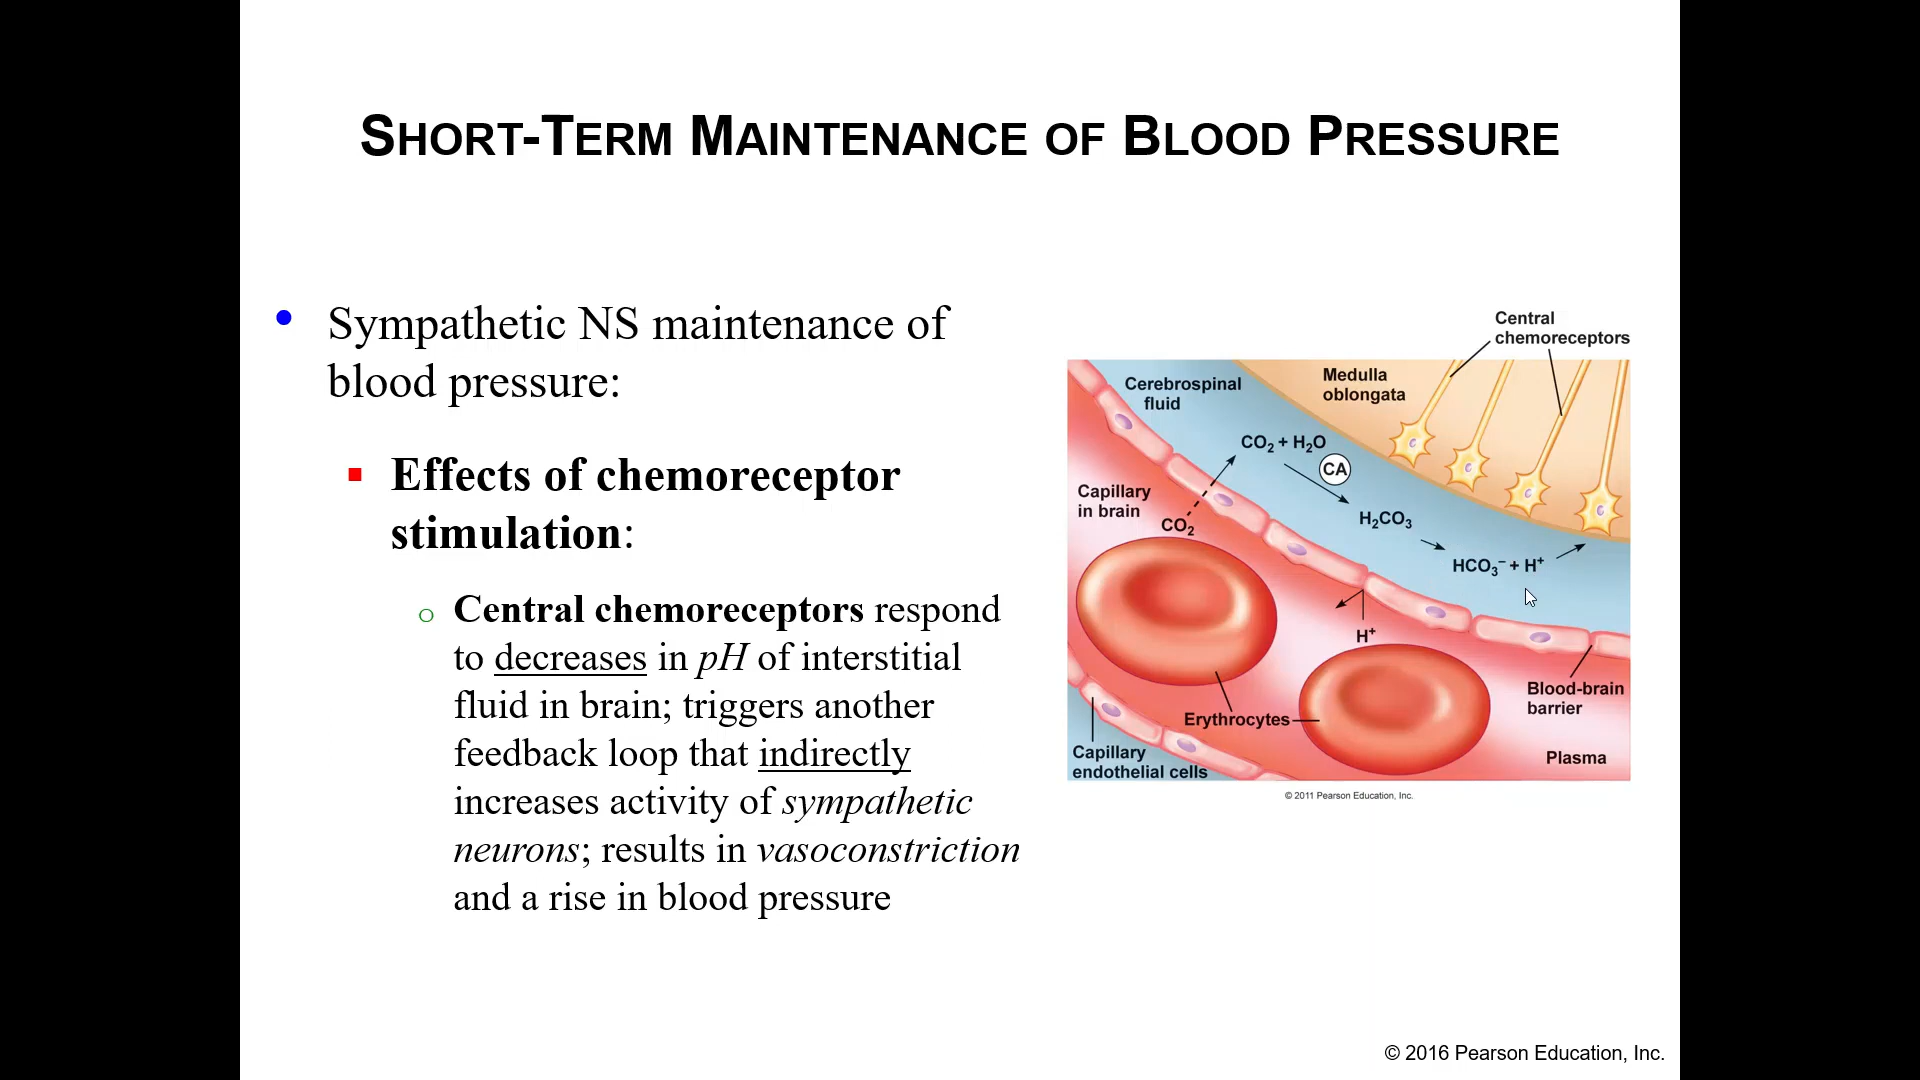 SHORT-TERM MAINTENANCE OF BLOOD PRESSURE
• Sympathetic NS maintenance of
blood pressure:
▪ Effects of chemoreceptor
stimulation:
o Central chemoreceptors respond
to decreases in pH of interstitial
fluid in brain; triggers another
feedback loop that indirectly
increases activity of sympathetic
neurons; results in vasoconstriction
and a rise in blood pressure
Central
chemoreceptors
Medulla
oblongata
Cerebrospinal
fluid
CO₂ + H₂O
CA
Capillary
in brain
CO₂
H₂CO₃
HCO₃⁻ + H⁺
H⁺
Blood-brain
barrier
Erythrocytes
Capillary
endothelial cells
Plasma
© 2011 Pearson Education, Inc.
© 2016 Pearson Education, Inc.